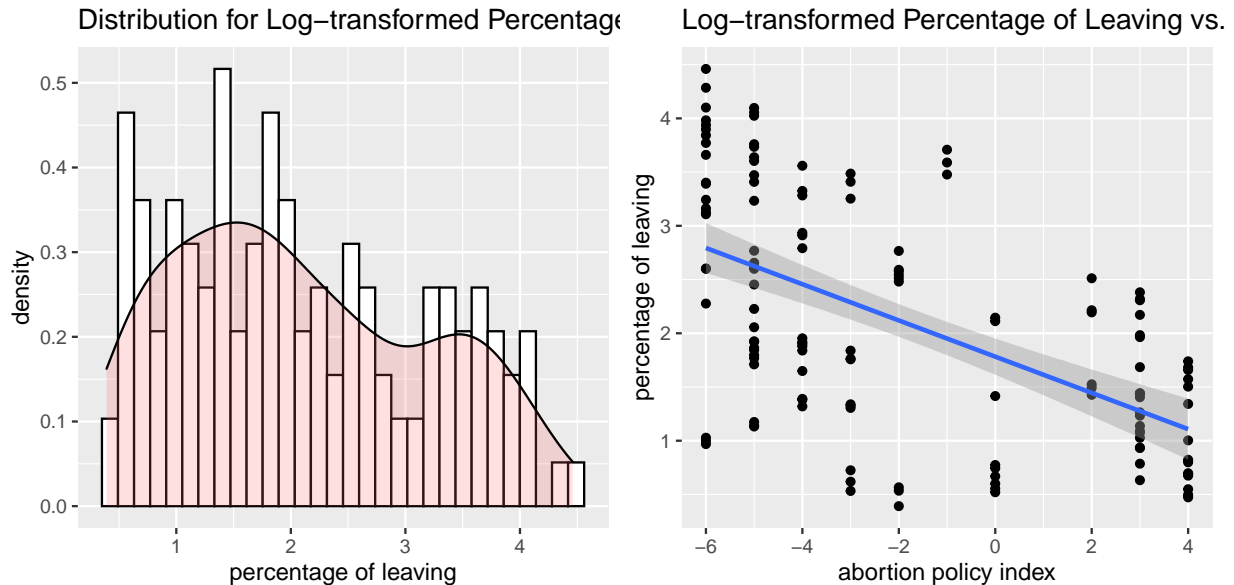 Distribution for Log−transformed Percentage
0.5
0.4
0.3
0.2
0.1
0.0
density
1 2 3 4
percentage of leaving
Log−transformed Percentage of Leaving vs.
4
3
2
1
percentage of leaving
−6 −4 −2 0 2 4
abortion policy index